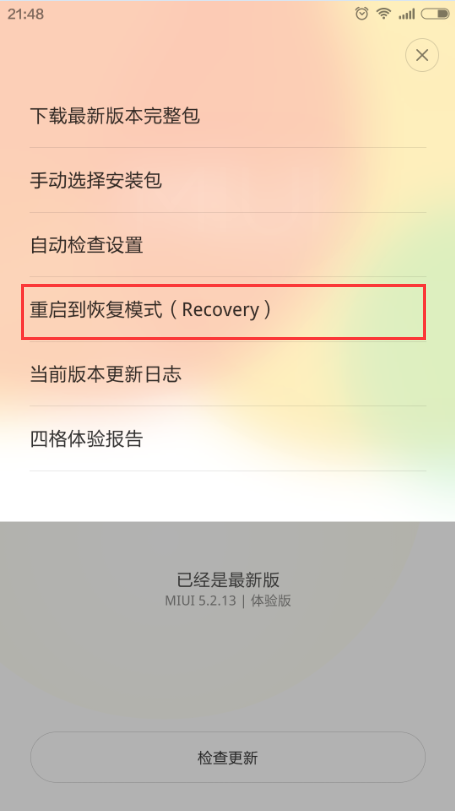 21:48
下载最新版本完整包
手动选择安装包
自动检查设置
重启到恢复模式（Recovery）
当前版本更新日志
四格体验报告
已经是最新版
MIUI 5.2.13 | 体验版
检查更新